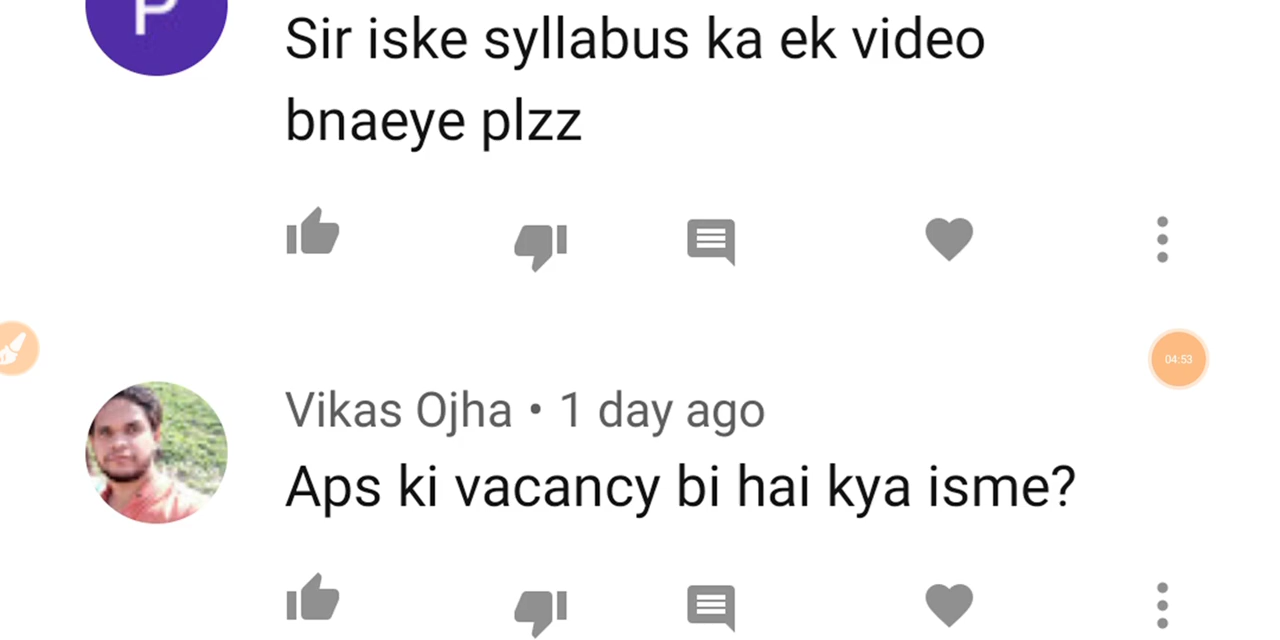 P
Sir iske syllabus ka ek video
bnaeye plzz
04:53
Vikas Ojha • 1 day ago
Aps ki vacancy bi hai kya isme?